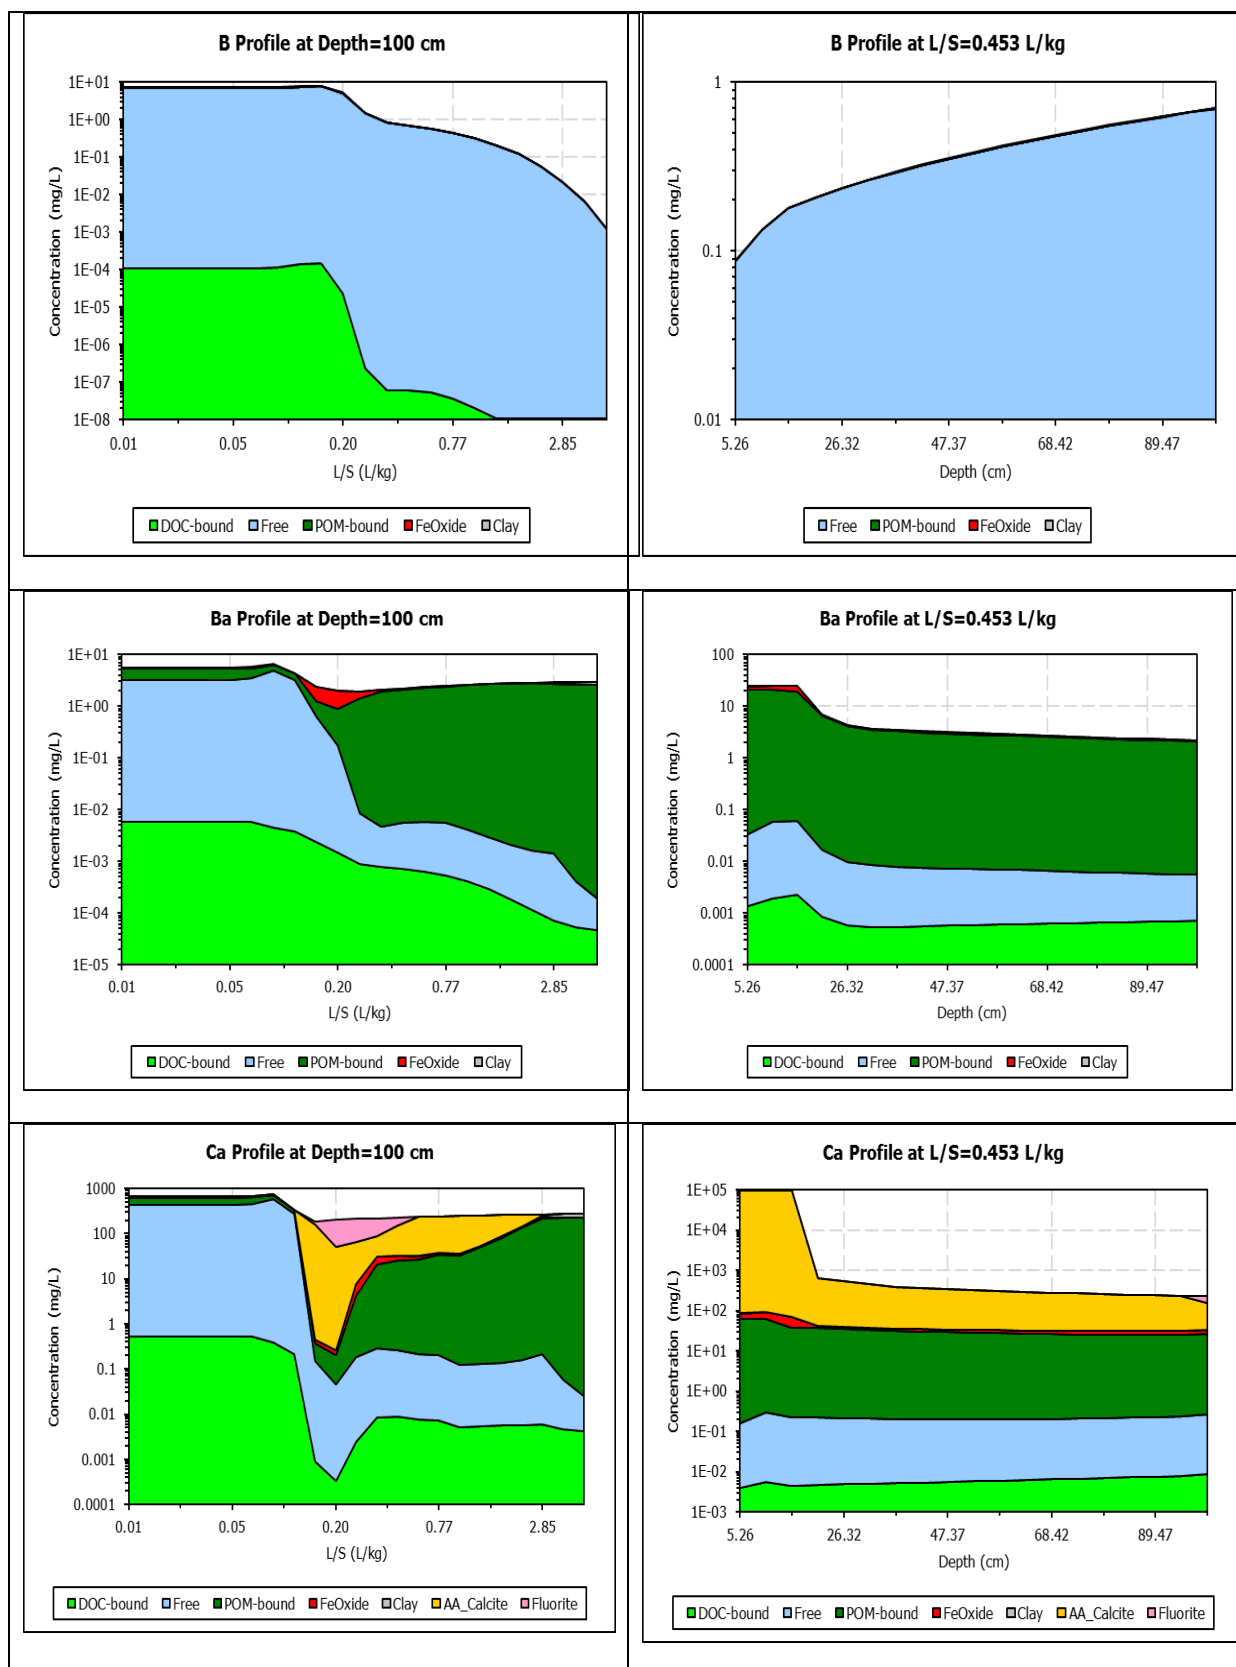 B Profile at Depth=100 cm
1E+01
1E+00
1E-01
1E-02
1E-03
1E-04
1E-05
1E-06
1E-07
1E-08
Concentration (mg/L)
0.01 0.05 0.20 0.77 2.85
L/S (L/kg)
DOC-bound Free POM-bound FeOxide Clay
B Profile at L/S=0.453 L/kg
1
0.1
0.01
Concentration (mg/L)
5.26 26.32 47.37 68.42 89.47
Depth (cm)
Free POM-bound FeOxide Clay
Ba Profile at Depth=100 cm
1E+01
1E+00
1E-01
1E-02
1E-03
1E-04
1E-05
Concentration (mg/L)
0.01 0.05 0.20 0.77 2.85
L/S (L/kg)
DOC-bound Free POM-bound FeOxide Clay
Ba Profile at L/S=0.453 L/kg
100
10
1
0.1
0.01
0.001
0.0001
Concentration (mg/L)
5.26 26.32 47.37 68.42 89.47
Depth (cm)
DOC-bound Free POM-bound FeOxide Clay
Ca Profile at Depth=100 cm
1000
100
10
1
0.1
0.01
0.001
0.0001
Concentration (mg/L)
0.01 0.05 0.20 0.77 2.85
L/S (L/kg)
DOC-bound Free POM-bound FeOxide Clay AA_Calcite Fluorite
Ca Profile at L/S=0.453 L/kg
1E+05
1E+04
1E+03
1E+02
1E+01
1E+00
1E-01
1E-02
1E-03
Concentration (mg/L)
5.26 26.32 47.37 68.42 89.47
Depth (cm)
DOC-bound Free POM-bound FeOxide Clay AA_Calcite Fluorite